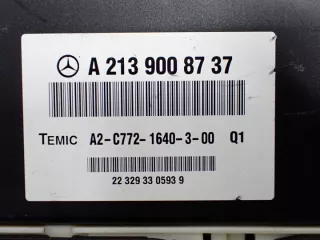 A 213 900 87 37
TEMIC A2-C772-1640-3-00 Q1
22 329 33 0593 9